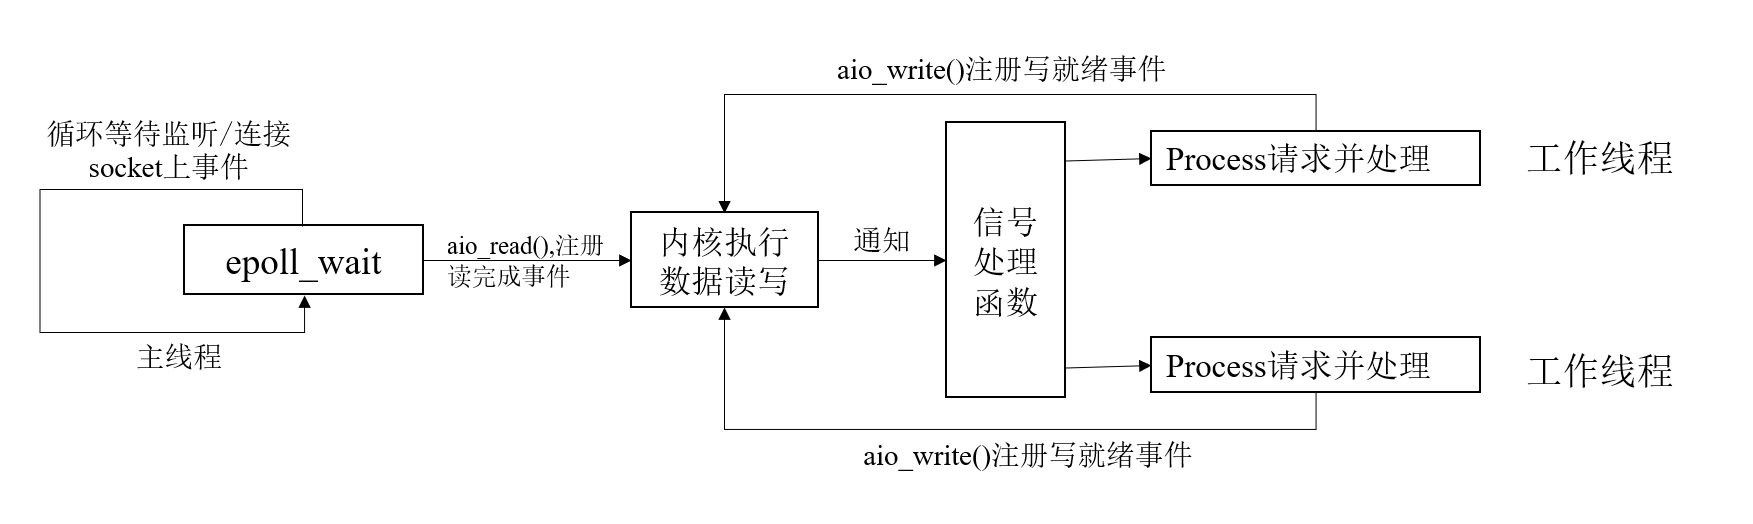 aio_write()注册写就绪事件
循环等待监听/连接
socket上事件
epoll_wait
主线程
aio_read(),注册
读完成事件
内核执行
数据读写
通知
信号
处理
函数
Process请求并处理
工作线程
Process请求并处理
工作线程
aio_write()注册写就绪事件